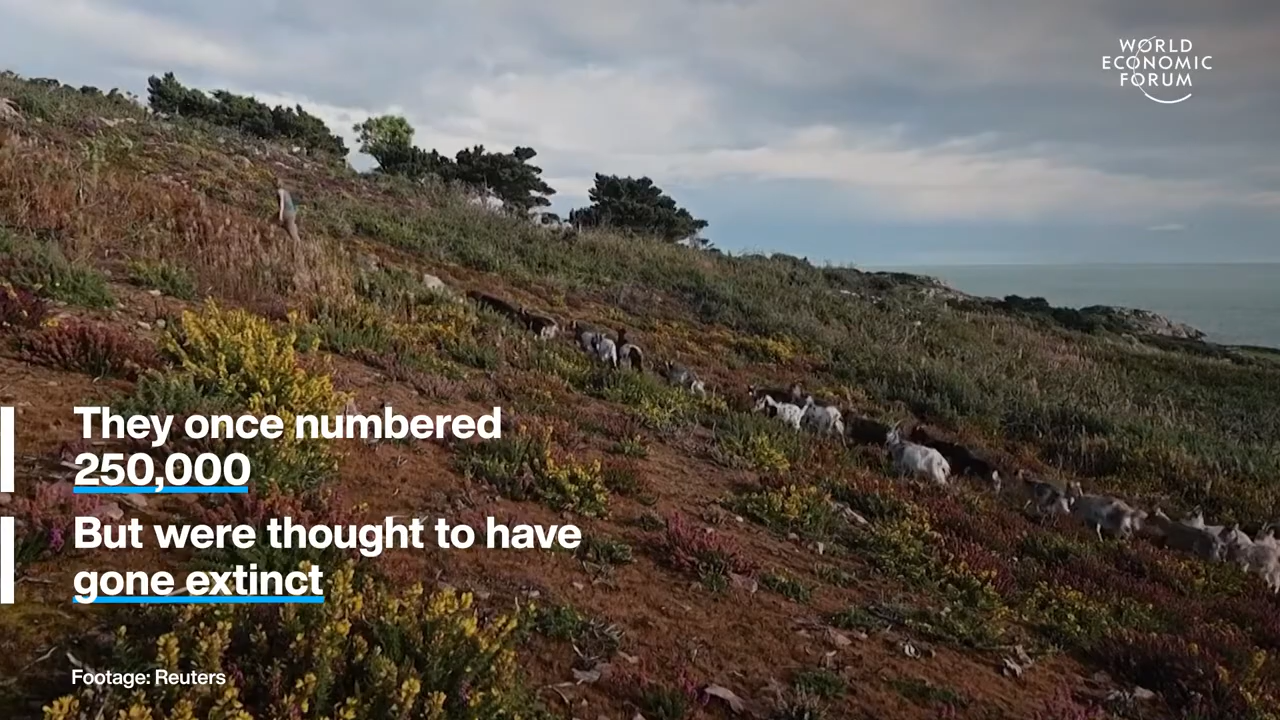 WORLD
ECONOMIC
FORUM
They once numbered
250,000
But were thought to have
gone extinct
Footage: Reuters